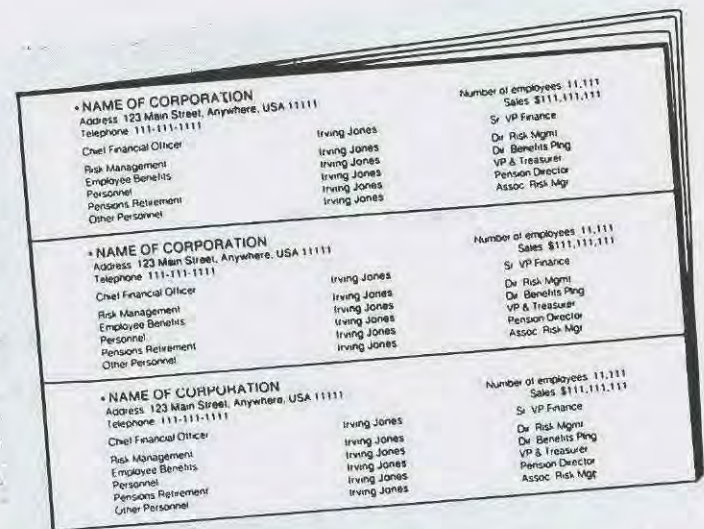 • NAME OF CORPORATION Number of employees 11,111
Address 123 Main Street, Anywhere, USA 11111 Sales $111,111,111
Telephone 111-111-1111
Chief Financial Officer Irving Jones Sr VP Finance
Risk Management Irving Jones Dir Risk Mgmt
Employee Benefits Irving Jones Dir Benefits Plng
Personnel Irving Jones VP & Treasurer
Pensions Retirement Irving Jones Pension Director
Other Personnel Irving Jones Assoc Risk Mgr
• NAME OF CORPORATION Number of employees 11,111
Address 123 Main Street, Anywhere, USA 11111 Sales $111,111,111
Telephone 111-111-1111
Chief Financial Officer Irving Jones Sr VP Finance
Risk Management Irving Jones Dir Risk Mgmt
Employee Benefits Irving Jones Dir Benefits Plng
Personnel Irving Jones VP & Treasurer
Pensions Retirement Irving Jones Pension Director
Other Personnel Irving Jones Assoc Risk Mgr
• NAME OF CORPORATION Number of employees 11,111
Address 123 Main Street, Anywhere, USA 11111 Sales $111,111,111
Telephone 111-111-1111
Chief Financial Officer Irving Jones Sr VP Finance
Risk Management Irving Jones Dir Risk Mgmt
Employee Benefits Irving Jones Dir Benefits Plng
Personnel Irving Jones VP & Treasurer
Pensions Retirement Irving Jones Pension Director
Other Personnel Irving Jones Assoc Risk Mgr